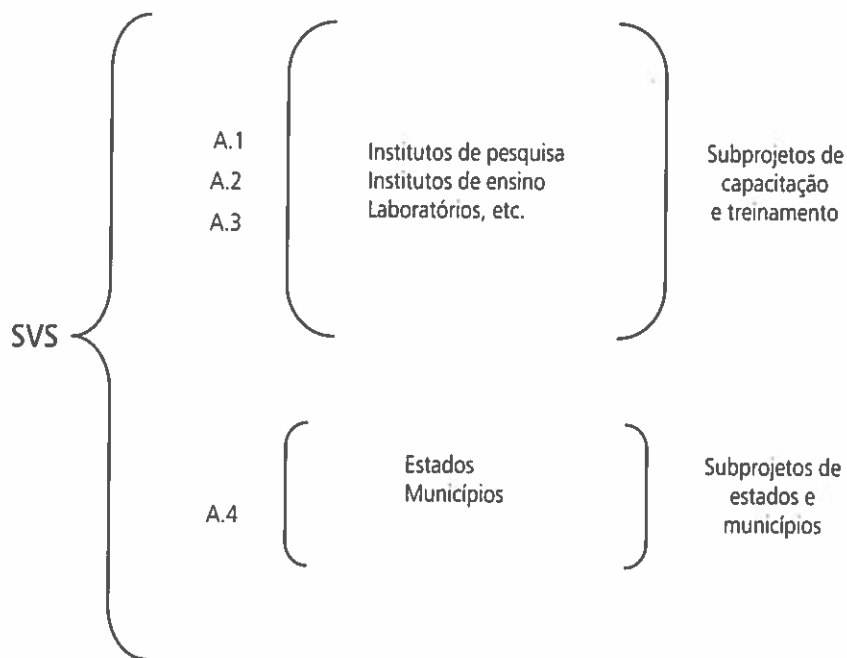 SVS
A.1
A.2
A.3
Institutos de pesquisa
Institutos de ensino
Laboratórios, etc.
Subprojetos de
capacitação
e treinamento
A.4
Estados
Municípios
Subprojetos de
estados e
municípios